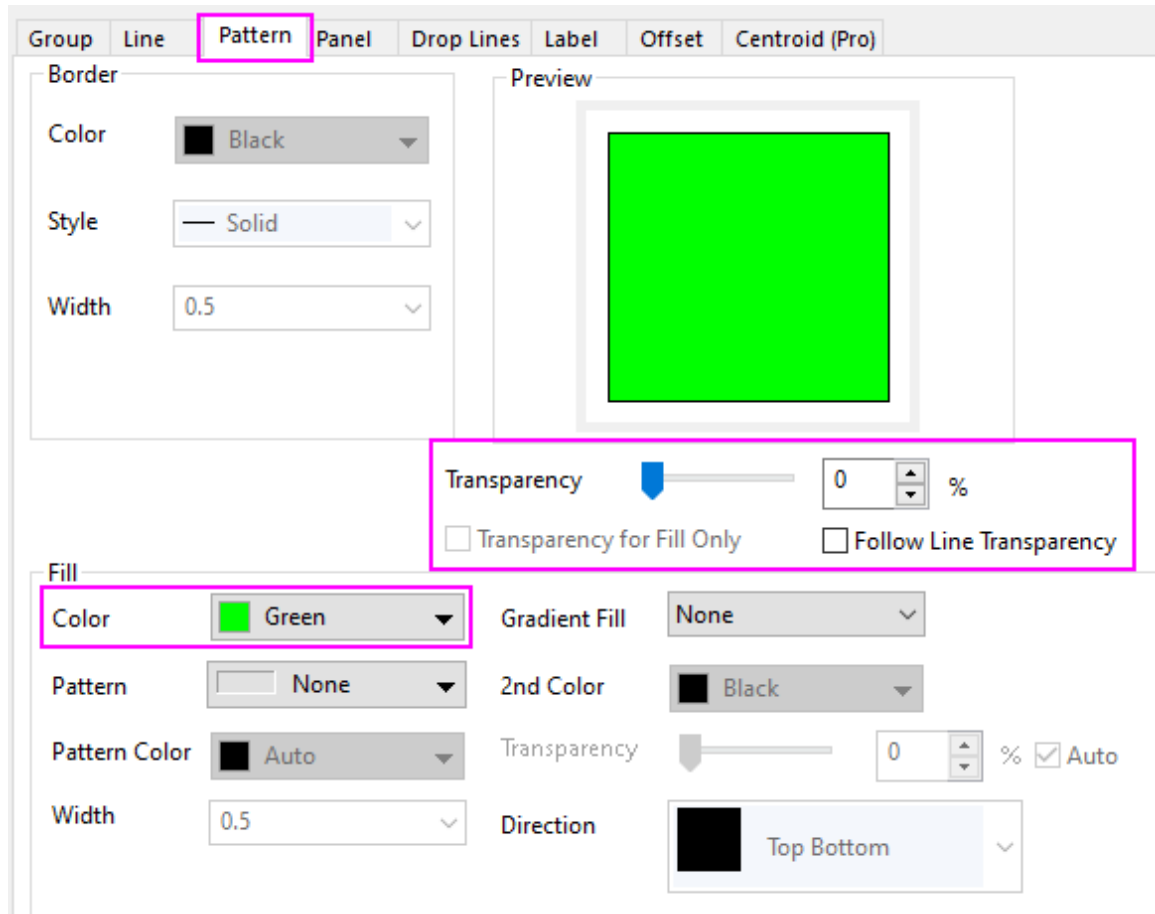 Group Line Pattern Panel Drop Lines Label Offset Centroid (Pro)
Border
Preview
Color Black
Style Solid
Width 0.5
Transparency 0 %
Transparency for Fill Only Follow Line Transparency
Fill
Color Green Gradient Fill None
Pattern None 2nd Color Black
Pattern Color Auto Transparency 0 % Auto
Width 0.5 Direction Top Bottom